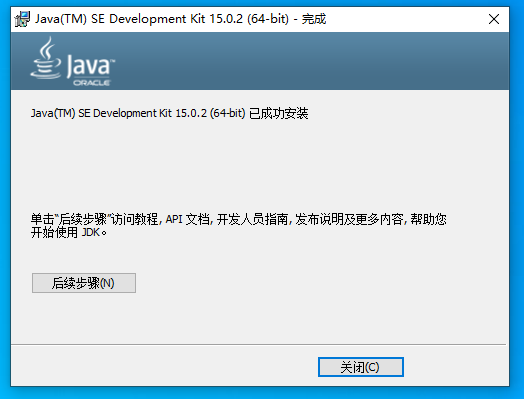 Java(TM) SE Development Kit 15.0.2 (64-bit) - 完成
Java™
ORACLE
Java(TM) SE Development Kit 15.0.2 (64-bit) 已成功安装
单击“后续步骤”访问教程, API 文档, 开发人员指南, 发布说明及更多内容, 帮助您
开始使用 JDK。
后续步骤(N)
关闭(C)